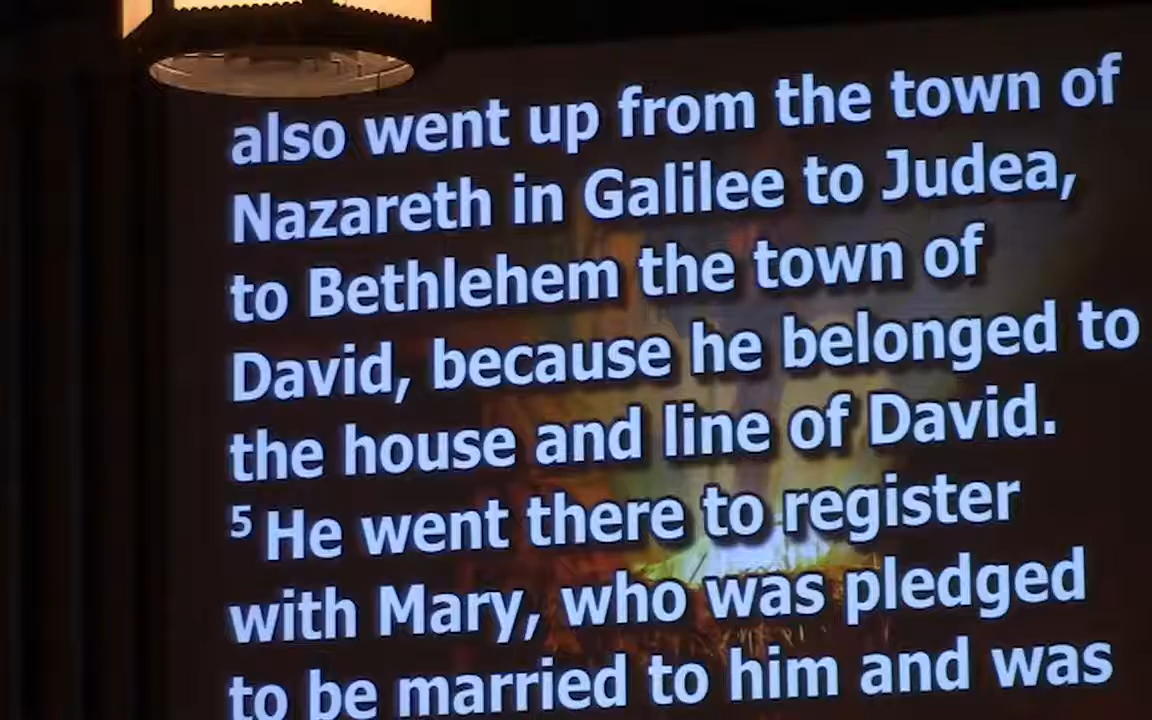 also went up from the town of
Nazareth in Galilee to Judea,
to Bethlehem the town of
David, because he belonged to
the house and line of David.
5 He went there to register
with Mary, who was pledged
to be married to him and was